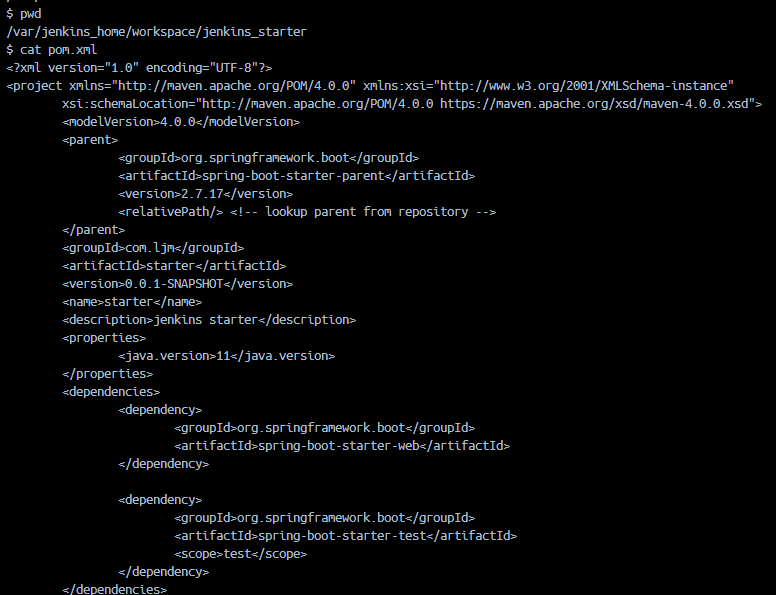 $ pwd
/var/jenkins_home/workspace/jenkins_starter
$ cat pom.xml
<?xml version="1.0" encoding="UTF-8"?>
<project xmlns="http://maven.apache.org/POM/4.0.0" xmlns:xsi="http://www.w3.org/2001/XMLSchema-instance"
        xsi:schemaLocation="http://maven.apache.org/POM/4.0.0 https://maven.apache.org/xsd/maven-4.0.0.xsd">
        <modelVersion>4.0.0</modelVersion>
        <parent>
                <groupId>org.springframework.boot</groupId>
                <artifactId>spring-boot-starter-parent</artifactId>
                <version>2.7.17</version>
                <relativePath/> <!-- lookup parent from repository -->
        </parent>
        <groupId>com.ljm</groupId>
        <artifactId>starter</artifactId>
        <version>0.0.1-SNAPSHOT</version>
        <name>starter</name>
        <description>jenkins starter</description>
        <properties>
                <java.version>11</java.version>
        </properties>
        <dependencies>
                <dependency>
                        <groupId>org.springframework.boot</groupId>
                        <artifactId>spring-boot-starter-web</artifactId>
                </dependency>

                <dependency>
                        <groupId>org.springframework.boot</groupId>
                        <artifactId>spring-boot-starter-test</artifactId>
                        <scope>test</scope>
                </dependency>
        </dependencies>